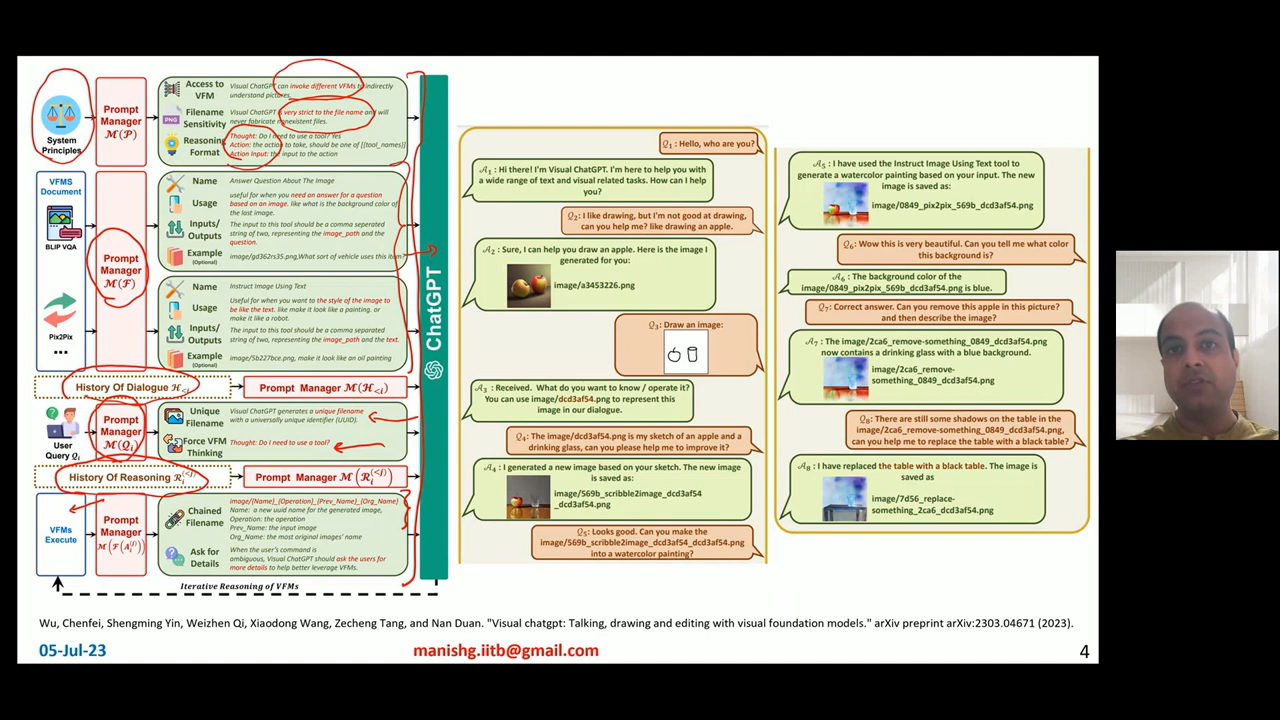 System
Principles
Prompt
Manager
M(P)
Access to
VFM
Visual ChatGPT can invoke different VFMs to indirectly
understand pictures.
Filename
Sensitivity
Visual ChatGPT is very strict to the file name and will
never fabricate nonexistent files.
Reasoning
Format
Thought: Do I need to use a tool? Yes
Action: the action to take, should be one of [{tool_names}]
Action Input: the input to the action
VFMS
Document
BLIP VQA
Pix2Pix
...
Prompt
Manager
M(F)
Name
Answer Question About The Image
Usage
useful for when you need an answer for a question
based on an image. like what is the background color of
the last image.
Inputs/
Outputs
The input to this tool should be a comma separated
string of two, representing the image_path and the
question.
Example
(Optional)
image/gd362rs35.png,What sort of vehicle uses this item?
Name
Instruct Image Using Text
Usage
Useful for when you want to the style of the image to
be like the text. like make it look like a painting. or
make it like a robot.
Inputs/
Outputs
The input to this tool should be a comma separated
string of two, representing the image_path and the text.
Example
(Optional)
image/5b227bce.png, make it look like an oil painting
History Of Dialogue H<i
Prompt Manager M(H<i)
User
Query Qi
Prompt
Manager
M(Qi)
Unique
Filename
Visual ChatGPT generates a unique filename
with a universally unique identifier (UUID).
Force VFM
Thinking
Thought: Do I need to use a tool?
History Of Reasoning Ri(<j)
Prompt Manager M(Ri(<j))
VFMs
Execute
Prompt
Manager
M(F(Ai(j)))
Chained
Filename
image/{Name}_{Operation}_{Prev_Name}_{Org_Name}
Name: a new uuid name for the generated image,
Operation: the operation
Prev_Name: the input image
Org_Name: the most original images' name
Ask for
Details
When the user's command is
ambiguous, Visual ChatGPT should ask the users for
more details to help better leverage VFMs.
Iterative Reasoning of VFMs
ChatGPT
Q1 : Hello, who are you?
A1 : Hi there! I'm Visual ChatGPT. I'm here to help you with
a wide range of text and visual related tasks. How can I help
you?
Q2: I like drawing, but I'm not good at drawing,
can you help me? like drawing an apple.
A2 : Sure, I can help you draw an apple. Here is the image I
generated for you:
image/a3453226.png
Q3: Draw an image:
A3 : Received. What do you want to know / operate it?
You can use image/dcd3af54.png to represent this
image in our dialogue.
Q4: The image/dcd3af54.png is my sketch of an apple and a
drinking glass, can you please help me to improve it?
A4 : I generated a new image based on your sketch. The new image
is saved as:
image/569b_scribble2image_dcd3af54
_dcd3af54.png
Q5: Looks good. Can you make the
image/569b_scribble2image_dcd3af54_dcd3af54.png
into a watercolor painting?
A5 : I have used the Instruct Image Using Text tool to
generate a watercolor painting based on your input. The new
image is saved as:
image/0849_pix2pix_569b_dcd3af54.png
Q6: Wow this is very beautiful. Can you tell me what color
this background is?
A6 : The background color of the
image/0849_pix2pix_569b_dcd3af54.png is blue.
Q7: Correct answer. Can you remove this apple in this picture?
and then describe the image?
A7 : The image/2ca6_remove-something_0849_dcd3af54.png
now contains a drinking glass with a blue background.
image/2ca6_remove-
something_0849_dcd3af54.png
Q8: There are still some shadows on the table in the
image/2ca6_remove-something_0849_dcd3af54.png,
can you help me to replace the table with a black table?
A8 : I have replaced the table with a black table. The image is
saved as
image/7d56_replace-
something_2ca6_dcd3af54.png
Wu, Chenfei, Shengming Yin, Weizhen Qi, Xiaodong Wang, Zecheng Tang, and Nan Duan. "Visual chatgpt: Talking, drawing and editing with visual foundation models." arXiv preprint arXiv:2303.04671 (2023).
05-Jul-23
manishg.iitb@gmail.com
4